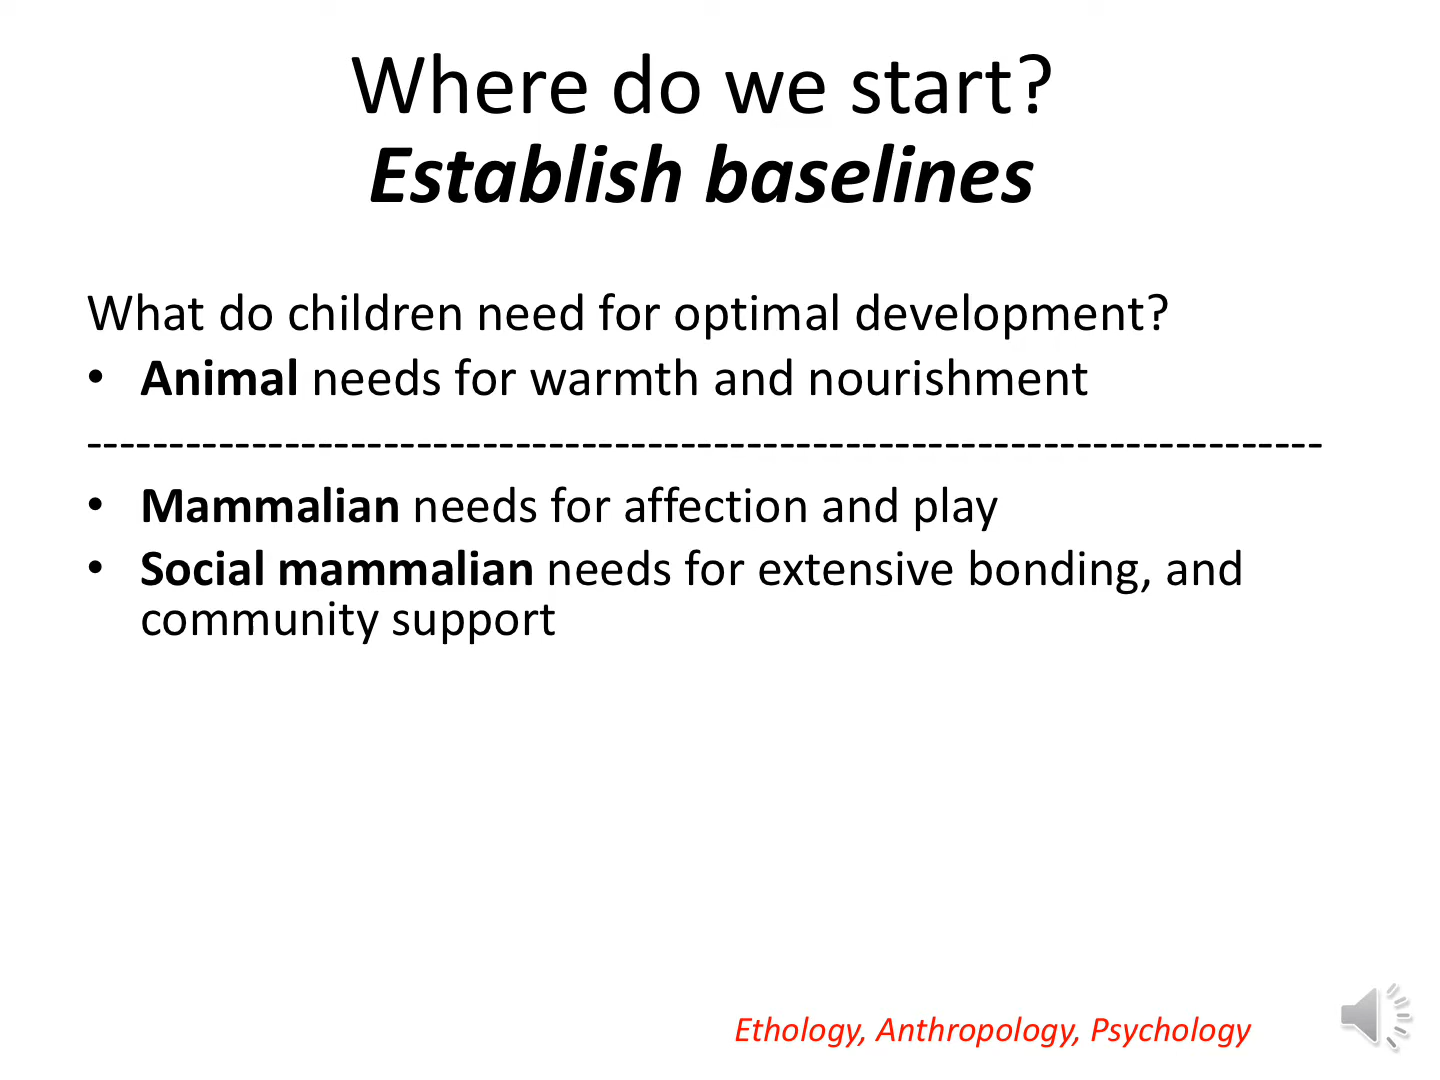 Where do we start?
Establish baselines
What do children need for optimal development?
• Animal needs for warmth and nourishment
---------------------------------------------------------------------------
• Mammalian needs for affection and play
• Social mammalian needs for extensive bonding, and
community support
Ethology, Anthropology, Psychology